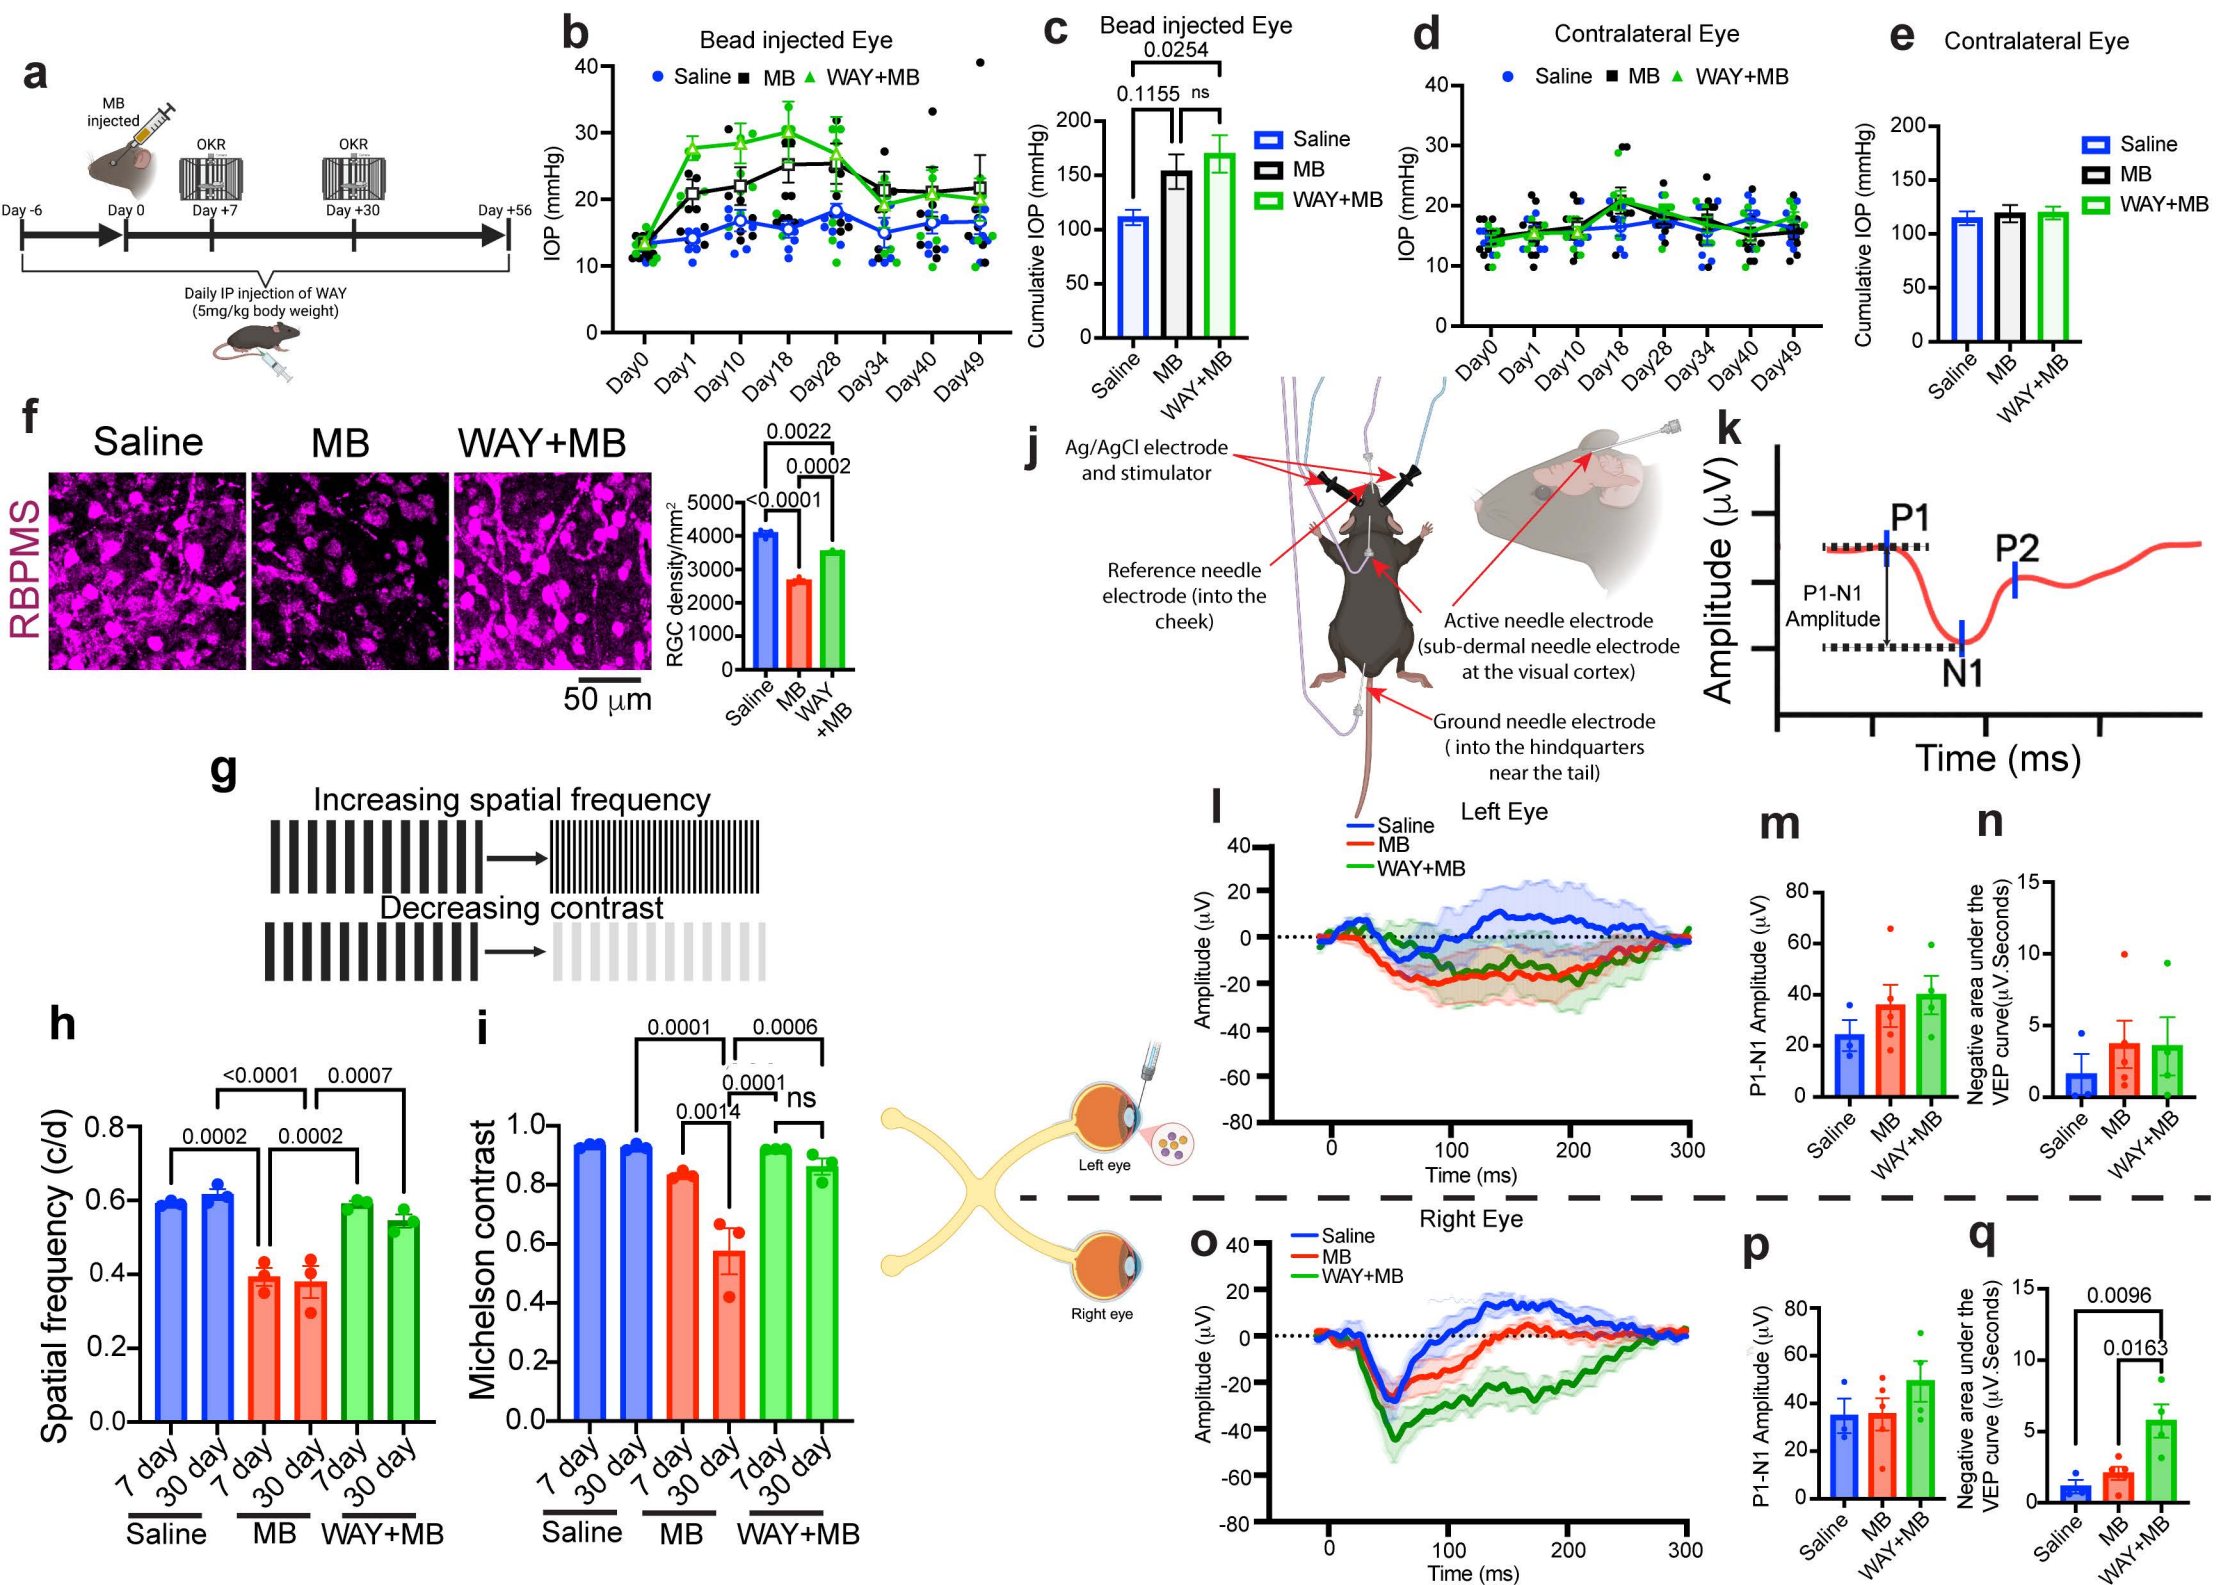 a
MB
injected
OKR
OKR
Day -6
Day 0
Day +7
Day +30
Day +56
Daily IP injection of WAY
(5mg/kg body weight)
b
Bead injected Eye
Saline
MB
WAY+MB
IOP (mmHg)
40
30
20
10
0
Day0
Day1
Day10
Day18
Day28
Day34
Day40
Day49
c
Bead injected Eye
0.0254
0.1155
ns
Cumulative IOP (mmHg)
200
150
100
50
0
Saline
MB
WAY+MB
Saline
MB
WAY+MB
d
Contralateral Eye
Saline
MB
WAY+MB
IOP (mmHg)
40
30
20
10
0
Day0
Day1
Day10
Day18
Day28
Day34
Day40
Day49
e
Contralateral Eye
Cumulative IOP (mmHg)
200
150
100
50
0
Saline
MB
WAY+MB
Saline
MB
WAY+MB
f
Saline
MB
WAY+MB
RBPMS
50 μm
0.0022
0.0002
<0.0001
RGC density/mm²
5000
4000
3000
2000
1000
0
Saline
MB
WAY
+MB
g
Increasing spatial frequency
Decreasing contrast
h
<0.0001
0.0007
0.0002
0.0002
Spatial frequency (c/d)
0.8
0.6
0.4
0.2
0.0
7 day
30 day
7 day
30 day
7day
30 day
Saline
MB
WAY+MB
i
0.0001
0.0006
0.0001
0.0014
ns
Michelson contrast
1.0
0.8
0.6
0.4
0.2
0.0
7 day
30 day
7 day
30 day
7day
30 day
Saline
MB
WAY+MB
j
Ag/AgCl electrode
and stimulator
Reference needle
electrode (into the
cheek)
Active needle electrode
(sub-dermal needle electrode
at the visual cortex)
Ground needle electrode
( into the hindquarters
near the tail)
k
Amplitude (μV)
P1
P2
P1-N1
Amplitude
N1
Time (ms)
Left eye
Right eye
l
Left Eye
Saline
MB
WAY+MB
Amplitude (μV)
40
20
0
-20
-40
-60
-80
0
100
200
300
Time (ms)
m
P1-N1 Amplitude (μV)
80
60
40
20
0
Saline
MB
WAY+MB
n
Negative area under the
VEP curve(μV.Seconds)
15
10
5
0
Saline
MB
WAY+MB
o
Right Eye
Saline
MB
WAY+MB
Amplitude (μV)
40
20
0
-20
-40
-60
-80
0
100
200
300
Time (ms)
p
P1-N1 Amplitude (μV)
80
60
40
20
0
Saline
MB
WAY+MB
q
0.0096
0.0163
Negative area under the
VEP curve (μV.Seconds)
15
10
5
0
Saline
MB
WAY+MB